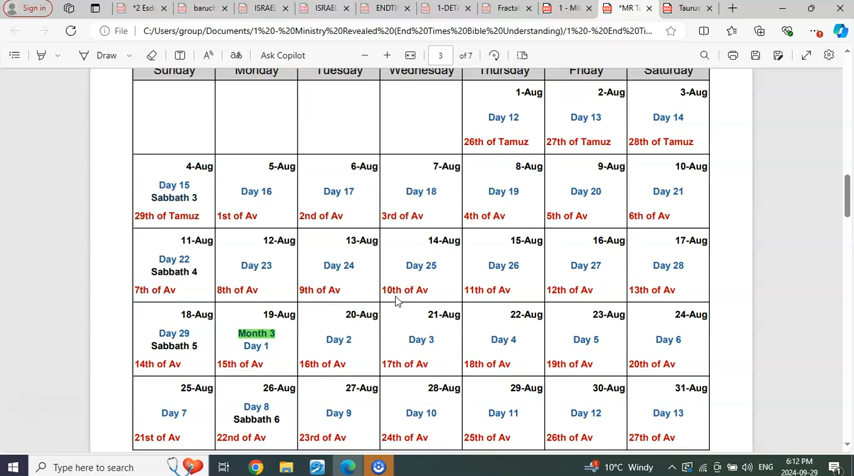 Sign in
*2 Esd
baruch
ISRAEL
ISRAEL
ENDTI
1-DETA
Fractal
1 - MIL
*MR Ta
Taurus
File
C:/Users/group/Documents/1%20-%20Ministry%20Revealed%20(End%20Times%20Bible%20Understanding)/1%20-%20End%20Ti...
Draw
Ask Copilot
3
of 7
Sunday
Monday
Tuesday
Wednesday
Thursday
Friday
Saturday
1-Aug
2-Aug
3-Aug
Day 12
Day 13
Day 14
26th of Tamuz
27th of Tamuz
28th of Tamuz
4-Aug
5-Aug
6-Aug
7-Aug
8-Aug
9-Aug
10-Aug
Day 15
Sabbath 3
Day 16
Day 17
Day 18
Day 19
Day 20
Day 21
29th of Tamuz
1st of Av
2nd of Av
3rd of Av
4th of Av
5th of Av
6th of Av
11-Aug
12-Aug
13-Aug
14-Aug
15-Aug
16-Aug
17-Aug
Day 22
Sabbath 4
Day 23
Day 24
Day 25
Day 26
Day 27
Day 28
7th of Av
8th of Av
9th of Av
10th of Av
11th of Av
12th of Av
13th of Av
18-Aug
19-Aug
20-Aug
21-Aug
22-Aug
23-Aug
24-Aug
Day 29
Sabbath 5
Month 3
Day 1
Day 2
Day 3
Day 4
Day 5
Day 6
14th of Av
15th of Av
16th of Av
17th of Av
18th of Av
19th of Av
20th of Av
25-Aug
26-Aug
27-Aug
28-Aug
29-Aug
30-Aug
31-Aug
Day 7
Day 8
Sabbath 6
Day 9
Day 10
Day 11
Day 12
Day 13
21st of Av
22nd of Av
23rd of Av
24th of Av
25th of Av
26th of Av
27th of Av
Type here to search
10°C Windy
ENG
6:12 PM
2024-09-29